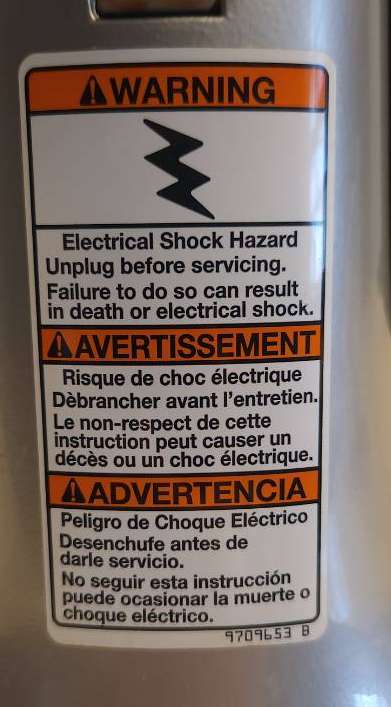 WARNING
Electrical Shock Hazard
Unplug before servicing.
Failure to do so can result
in death or electrical shock.
AVERTISSEMENT
Risque de choc électrique
Dèbrancher avant l'entretien.
Le non-respect de cette
instruction peut causer un
décès ou un choc électrique.
ADVERTENCIA
Peligro de Choque Eléctrico
Desenchufe antes de
darle servicio.
No seguir esta instrucción
puede ocasionar la muerte o
choque eléctrico.
9709653 B